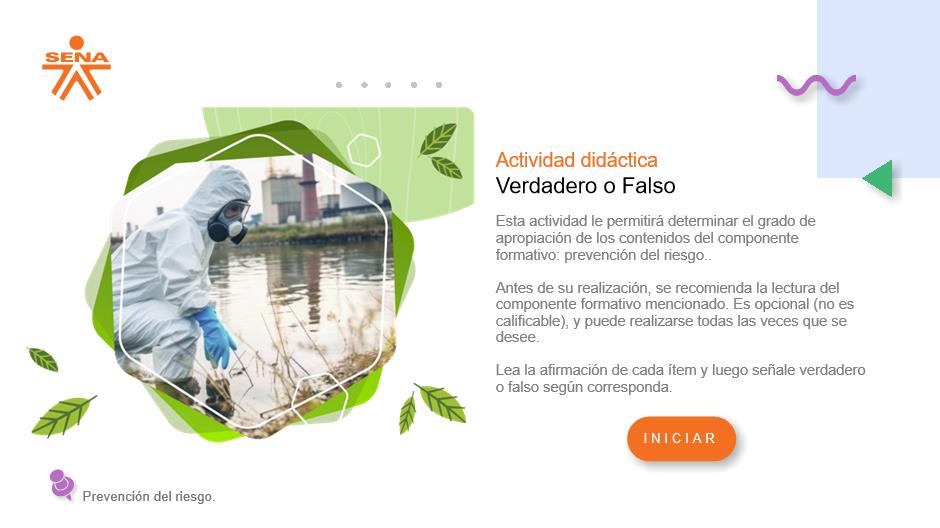 SENA
Actividad didáctica
Verdadero o Falso
Esta actividad le permitirá determinar el grado de
apropiación de los contenidos del componente
formativo: prevención del riesgo..
Antes de su realización, se recomienda la lectura del
componente formativo mencionado. Es opcional (no es
calificable), y puede realizarse todas las veces que se
desee.
Lea la afirmación de cada ítem y luego señale verdadero
o falso según corresponda.
INICIAR
Prevención del riesgo.